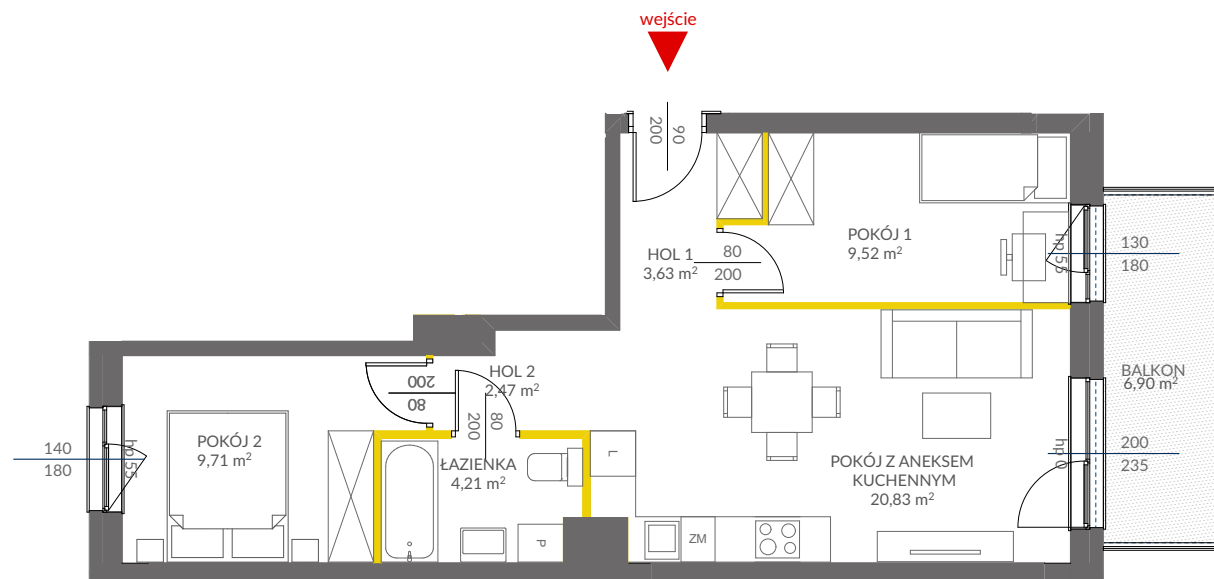 wejście
90
200
POKÓJ 1
9,52 m²
HOL 1
3,63 m²
80
200
hp 55
130
180
BALKON
6,90 m²
HOL 2
2,47 m²
80
200
80
200
POKÓJ 2
9,71 m²
140
180
hp 55
ŁAZIENKA
4,21 m²
L
P
ZM
POKÓJ Z ANEKSEM
KUCHENNYM
20,83 m²
hp 0
200
235